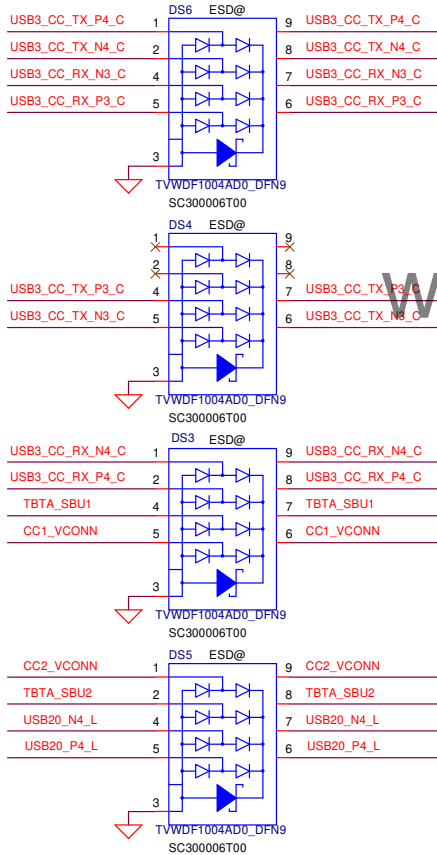 DS6 ESD@
USB3_CC_TX_P4_C 1 9 USB3_CC_TX_P4_C
USB3_CC_TX_N4_C 2 8 USB3_CC_TX_N4_C
USB3_CC_RX_N3_C 4 7 USB3_CC_RX_N3_C
USB3_CC_RX_P3_C 5 6 USB3_CC_RX_P3_C
3
TVWDF1004AD0_DFN9
SC300006T00
DS4 ESD@
1 9
2 8
USB3_CC_TX_P3_C 4 7 USB3_CC_TX_P3_C
USB3_CC_TX_N3_C 5 6 USB3_CC_TX_N3_C
W
3
TVWDF1004AD0_DFN9
SC300006T00
DS3 ESD@
USB3_CC_RX_N4_C 1 9 USB3_CC_RX_N4_C
USB3_CC_RX_P4_C 2 8 USB3_CC_RX_P4_C
TBTA_SBU1 4 7 TBTA_SBU1
CC1_VCONN 5 6 CC1_VCONN
3
TVWDF1004AD0_DFN9
SC300006T00
DS5 ESD@
CC2_VCONN 1 9 CC2_VCONN
TBTA_SBU2 2 8 TBTA_SBU2
USB20_N4_L 4 7 USB20_N4_L
USB20_P4_L 5 6 USB20_P4_L
3
TVWDF1004AD0_DFN9
SC300006T00